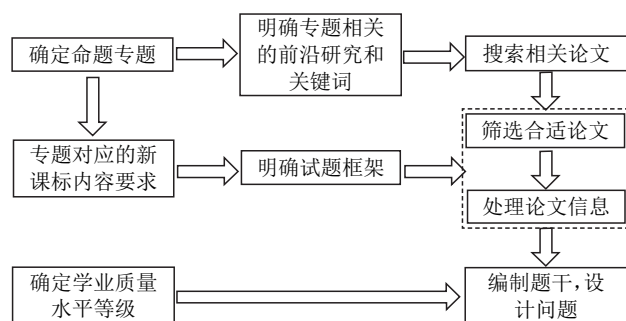 确定命题专题
明确专题相关
的前沿研究和
关键词
搜索相关论文
筛选合适论文
专题对应的新
课标内容要求
明确试题框架
处理论文信息
确定学业质量
水平等级
编制题干,设
计问题